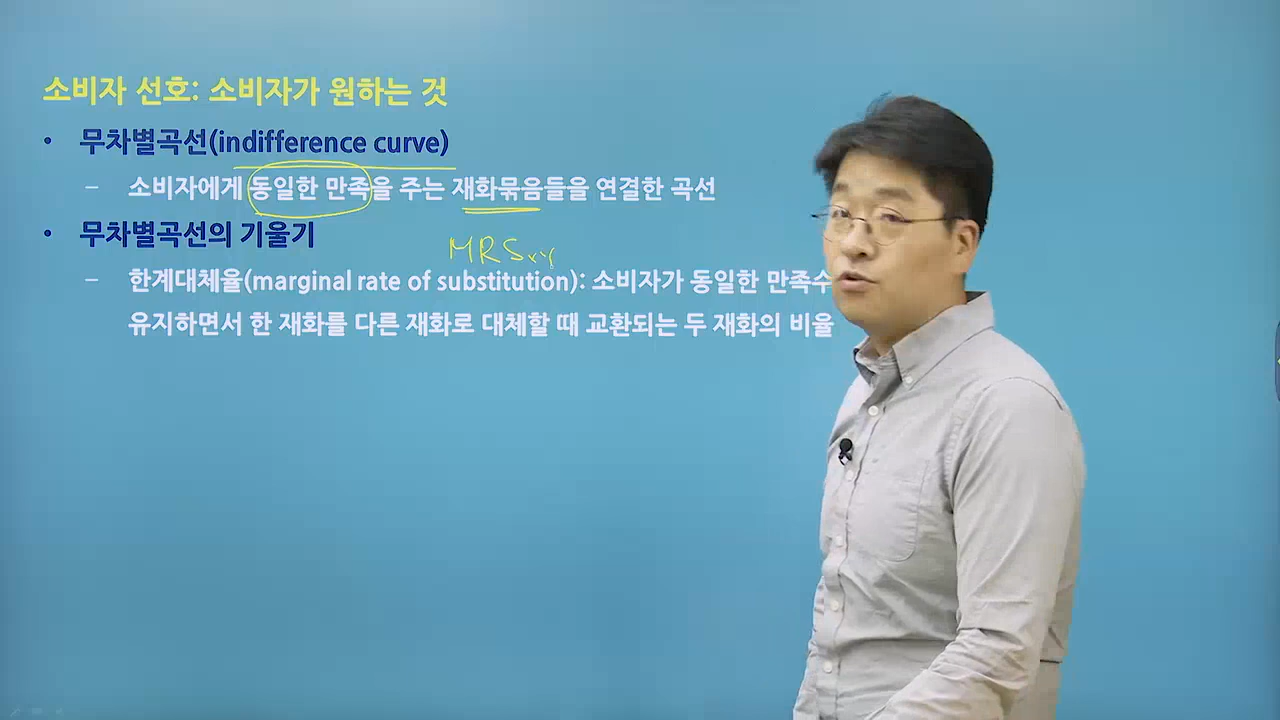 소비자 선호: 소비자가 원하는 것
• 무차별곡선(indifference curve)
– 소비자에게 동일한 만족을 주는 재화묶음들을 연결한 곡선
• 무차별곡선의 기울기
MRSxy
– 한계대체율(marginal rate of substitution): 소비자가 동일한 만족수
유지하면서 한 재화를 다른 재화로 대체할 때 교환되는 두 재화의 비율